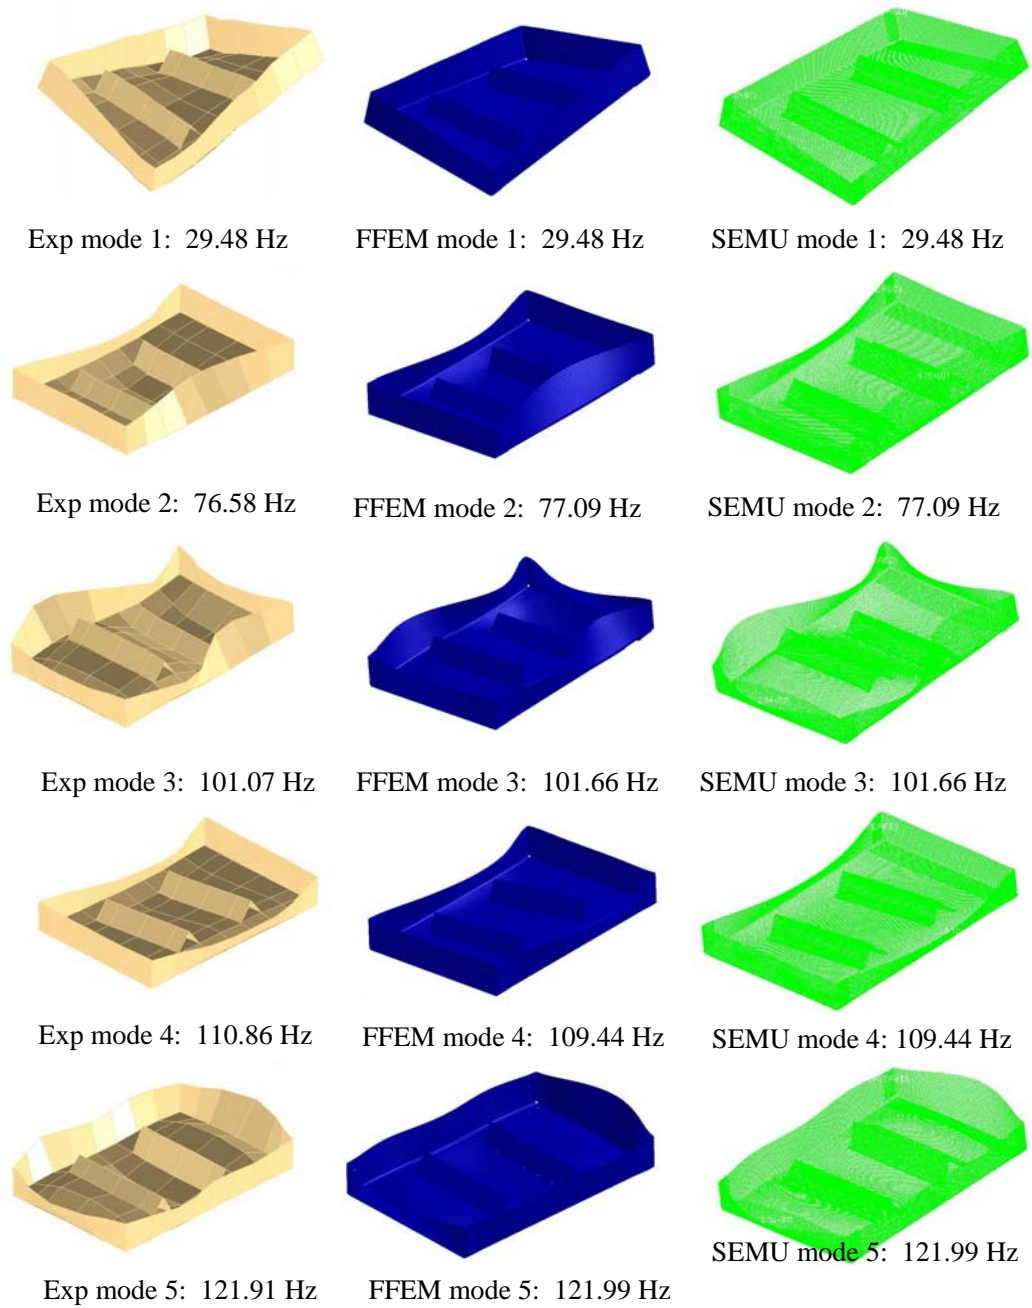 Exp mode 1: 29.48 Hz
FFEM mode 1: 29.48 Hz
SEMU mode 1: 29.48 Hz
Exp mode 2: 76.58 Hz
FFEM mode 2: 77.09 Hz
SEMU mode 2: 77.09 Hz
Exp mode 3: 101.07 Hz
FFEM mode 3: 101.66 Hz
SEMU mode 3: 101.66 Hz
Exp mode 4: 110.86 Hz
FFEM mode 4: 109.44 Hz
SEMU mode 4: 109.44 Hz
Exp mode 5: 121.91 Hz
FFEM mode 5: 121.99 Hz
SEMU mode 5: 121.99 Hz